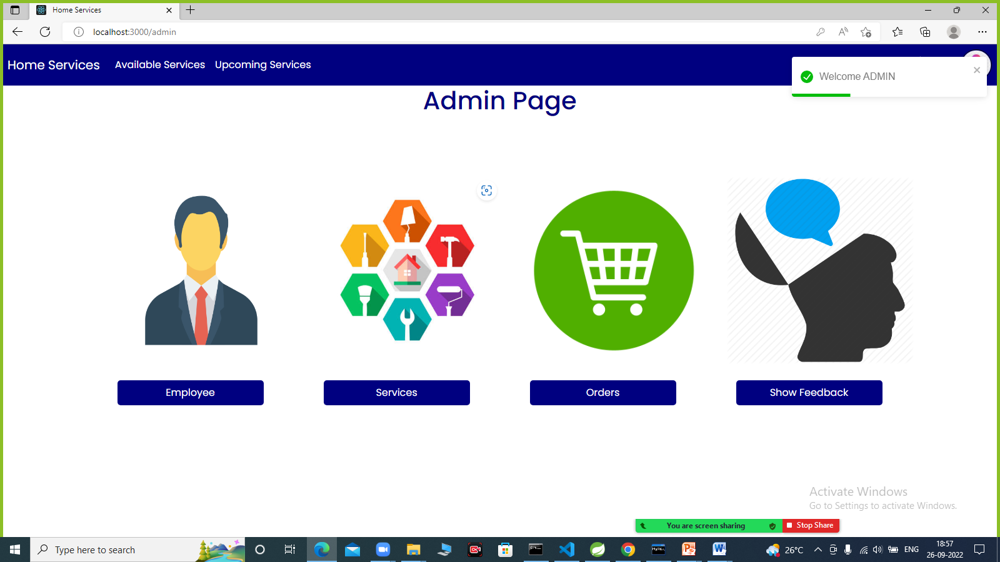 Home Services
localhost:3000/admin
Home Services Available Services Upcoming Services
Welcome ADMIN
Admin Page
Employee
Services
Orders
Show Feedback
Activate Windows
Go to Settings to activate Windows.
You are screen sharing
Stop Share
Type here to search
26°C
ENG
18:57
26-09-2022